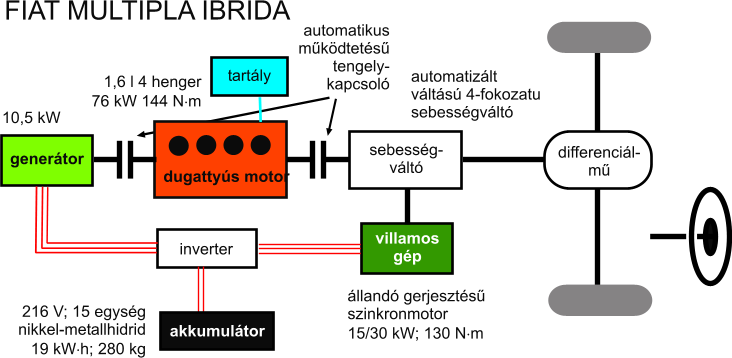 FIAT MULTIPLA IBRIDA
automatikus
működtetésű
tengely-
kapcsoló
tartály
1,6 l 4 henger
76 kW 144 N·m
automatizált
váltású 4-fokozatu
sebességváltó
10,5 kW
generátor
dugattyús motor
sebesség-
váltó
differenciál-
mű
inverter
villamos
gép
216 V; 15 egység
nikkel-metallhidrid
19 kW·h; 280 kg
akkumulátor
állandó gerjesztésű
szinkronmotor
15/30 kW; 130 N·m